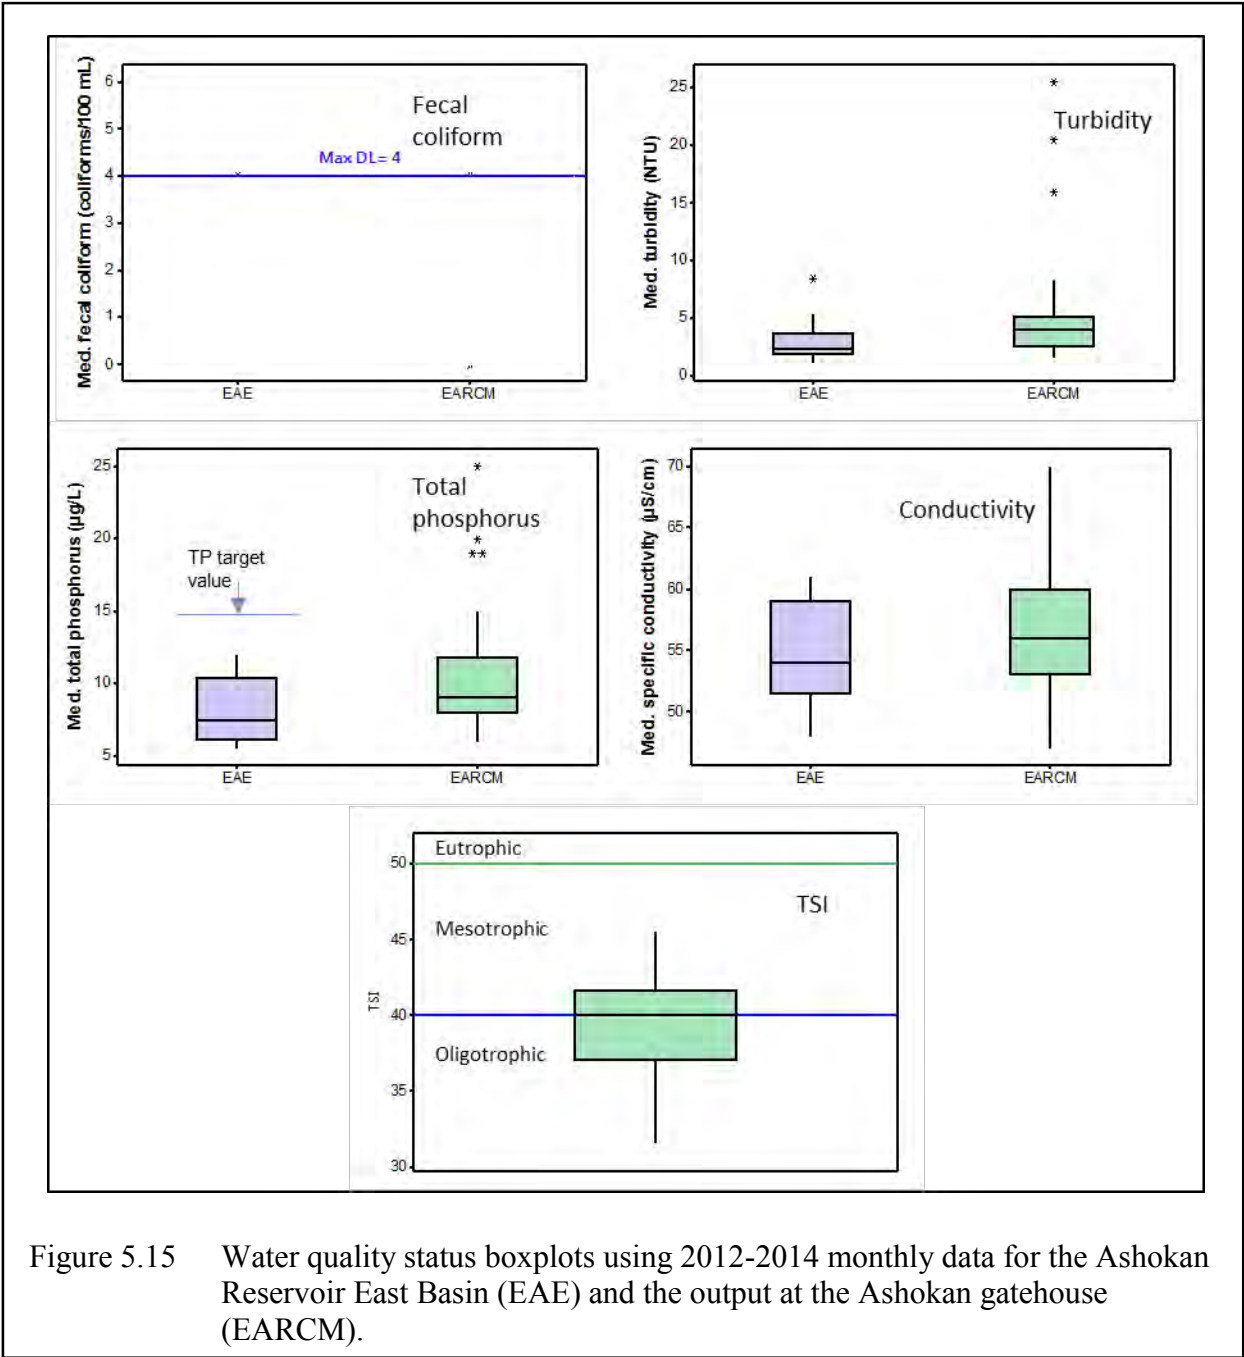 Med. fecal coliform (coliforms/100 mL)
6
5
4
3
2
1
0
Fecal
coliform
Max DL= 4
EAE
EARCM
Med. turbidity (NTU)
25
20
15
10
5
0
Turbidity
EAE
EARCM
Med. total phosphorus (µg/L)
25
20
15
10
5
Total
phosphorus
TP target
value
EAE
EARCM
Med. specific conductivity (µS/cm)
70
65
60
55
50
Conductivity
EAE
EARCM
TSI
50
45
40
35
30
Eutrophic
TSI
Mesotrophic
Oligotrophic
Figure 5.15 Water quality status boxplots using 2012-2014 monthly data for the Ashokan
Reservoir East Basin (EAE) and the output at the Ashokan gatehouse
(EARCM).